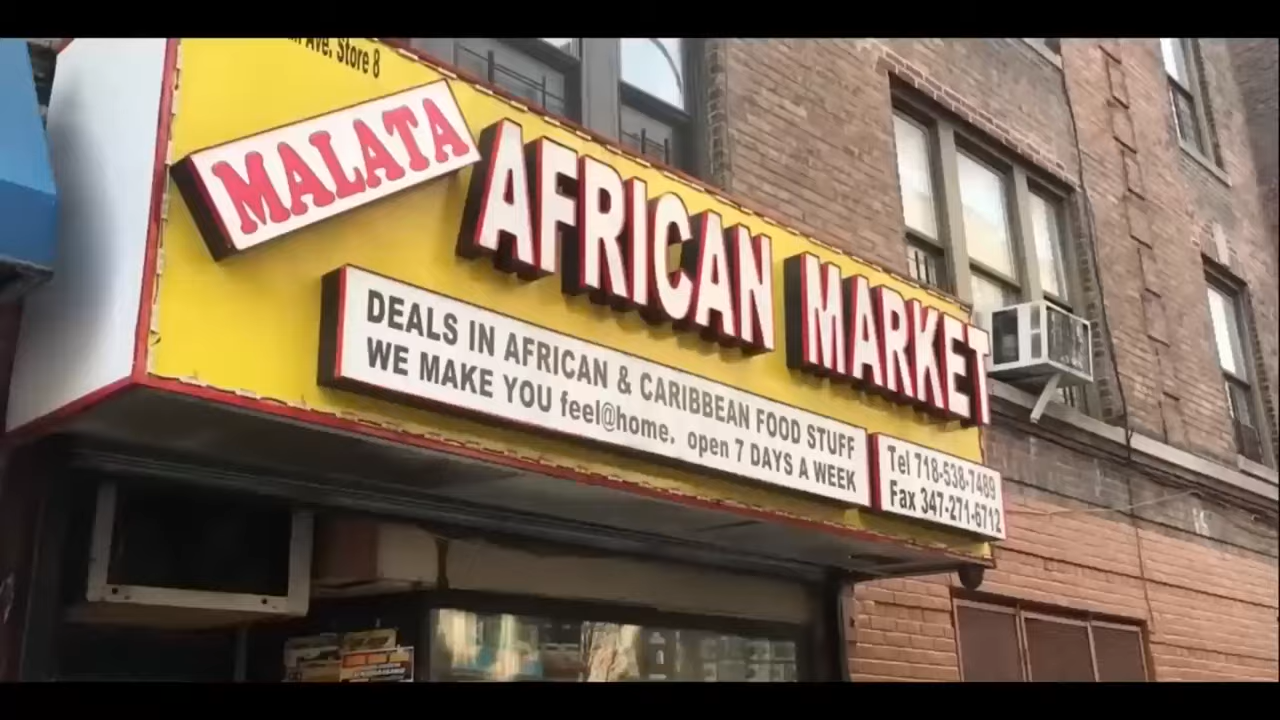 Ave. Store 8
MALATA
AFRICAN MARKET
DEALS IN AFRICAN & CARIBBEAN FOOD STUFF
WE MAKE YOU feel@home. open 7 DAYS A WEEK
Tel 718-538-7489
Fax 347-271-6712